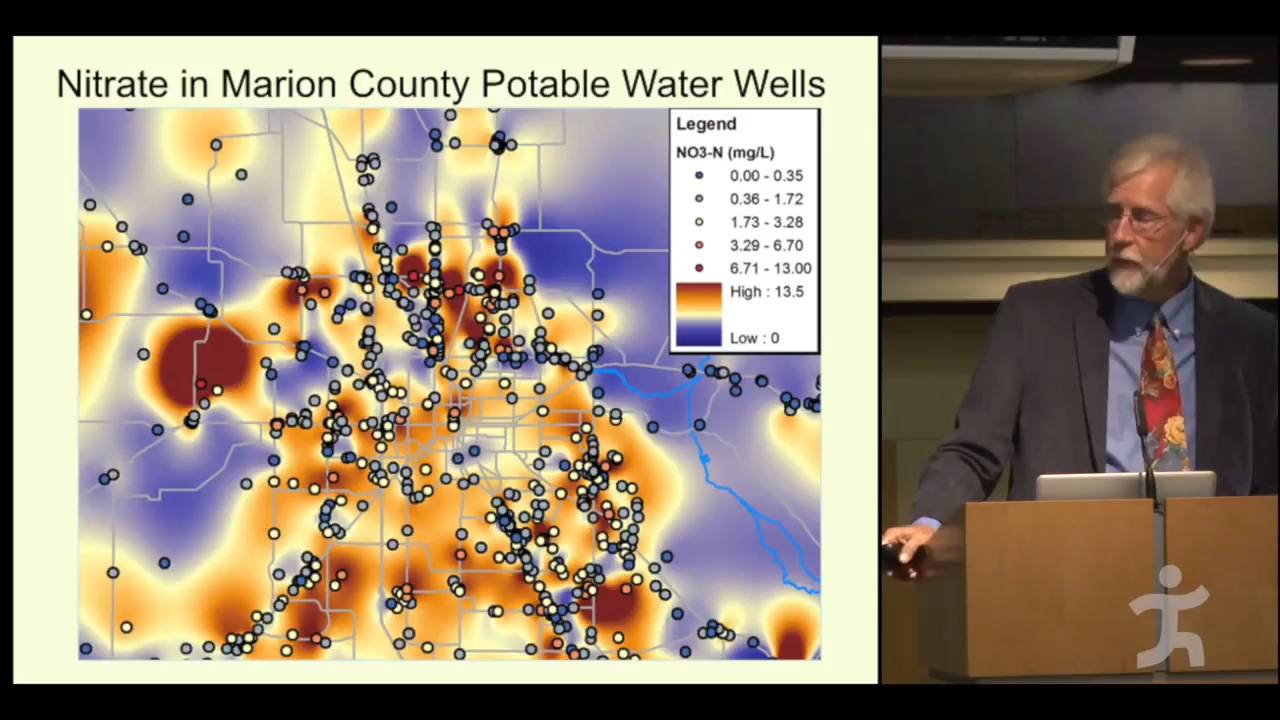 Nitrate in Marion County Potable Water Wells
Legend
NO3-N (mg/L)
0.00 - 0.35
0.36 - 1.72
1.73 - 3.28
3.29 - 6.70
6.71 - 13.00
High : 13.5
Low : 0